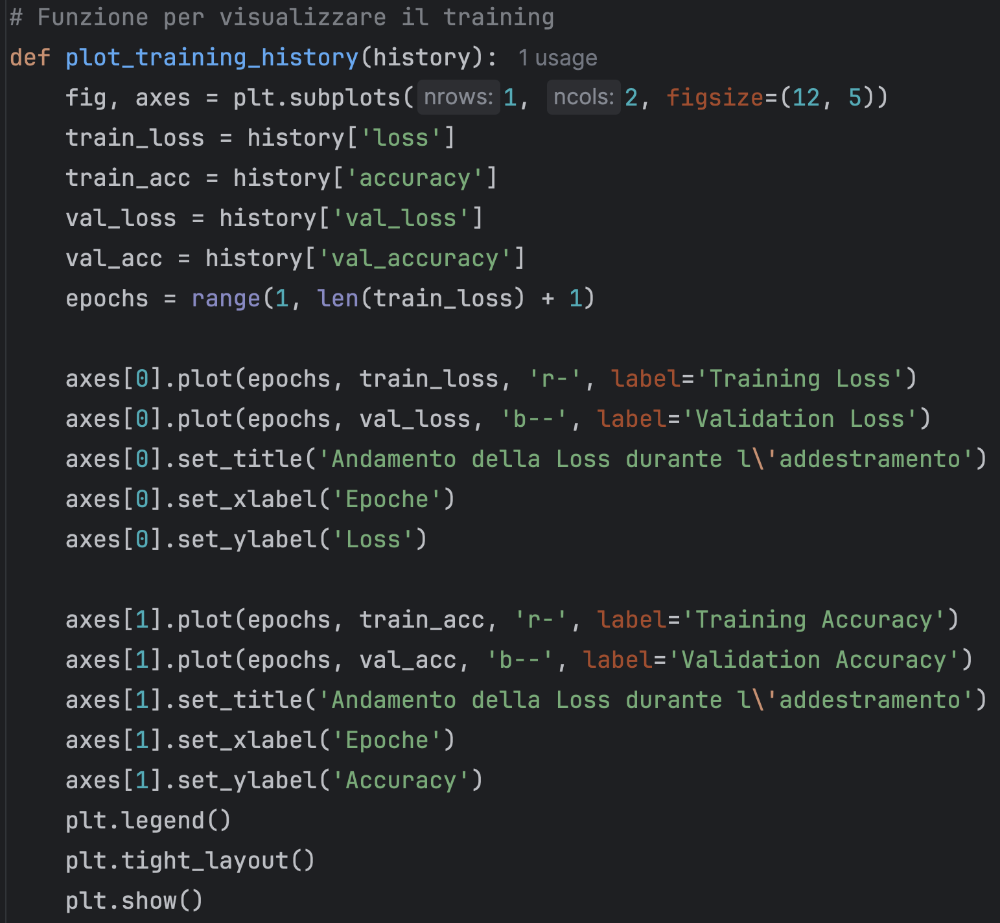 # Funzione per visualizzare il training
def plot_training_history(history): 1 usage
    fig, axes = plt.subplots( nrows: 1, ncols: 2, figsize=(12, 5))
    train_loss = history['loss']
    train_acc = history['accuracy']
    val_loss = history['val_loss']
    val_acc = history['val_accuracy']
    epochs = range(1, len(train_loss) + 1)

    axes[0].plot(epochs, train_loss, 'r-', label='Training Loss')
    axes[0].plot(epochs, val_loss, 'b--', label='Validation Loss')
    axes[0].set_title('Andamento della Loss durante l\'addestramento')
    axes[0].set_xlabel('Epoche')
    axes[0].set_ylabel('Loss')

    axes[1].plot(epochs, train_acc, 'r-', label='Training Accuracy')
    axes[1].plot(epochs, val_acc, 'b--', label='Validation Accuracy')
    axes[1].set_title('Andamento della Loss durante l\'addestramento')
    axes[1].set_xlabel('Epoche')
    axes[1].set_ylabel('Accuracy')
    plt.legend()
    plt.tight_layout()
    plt.show()